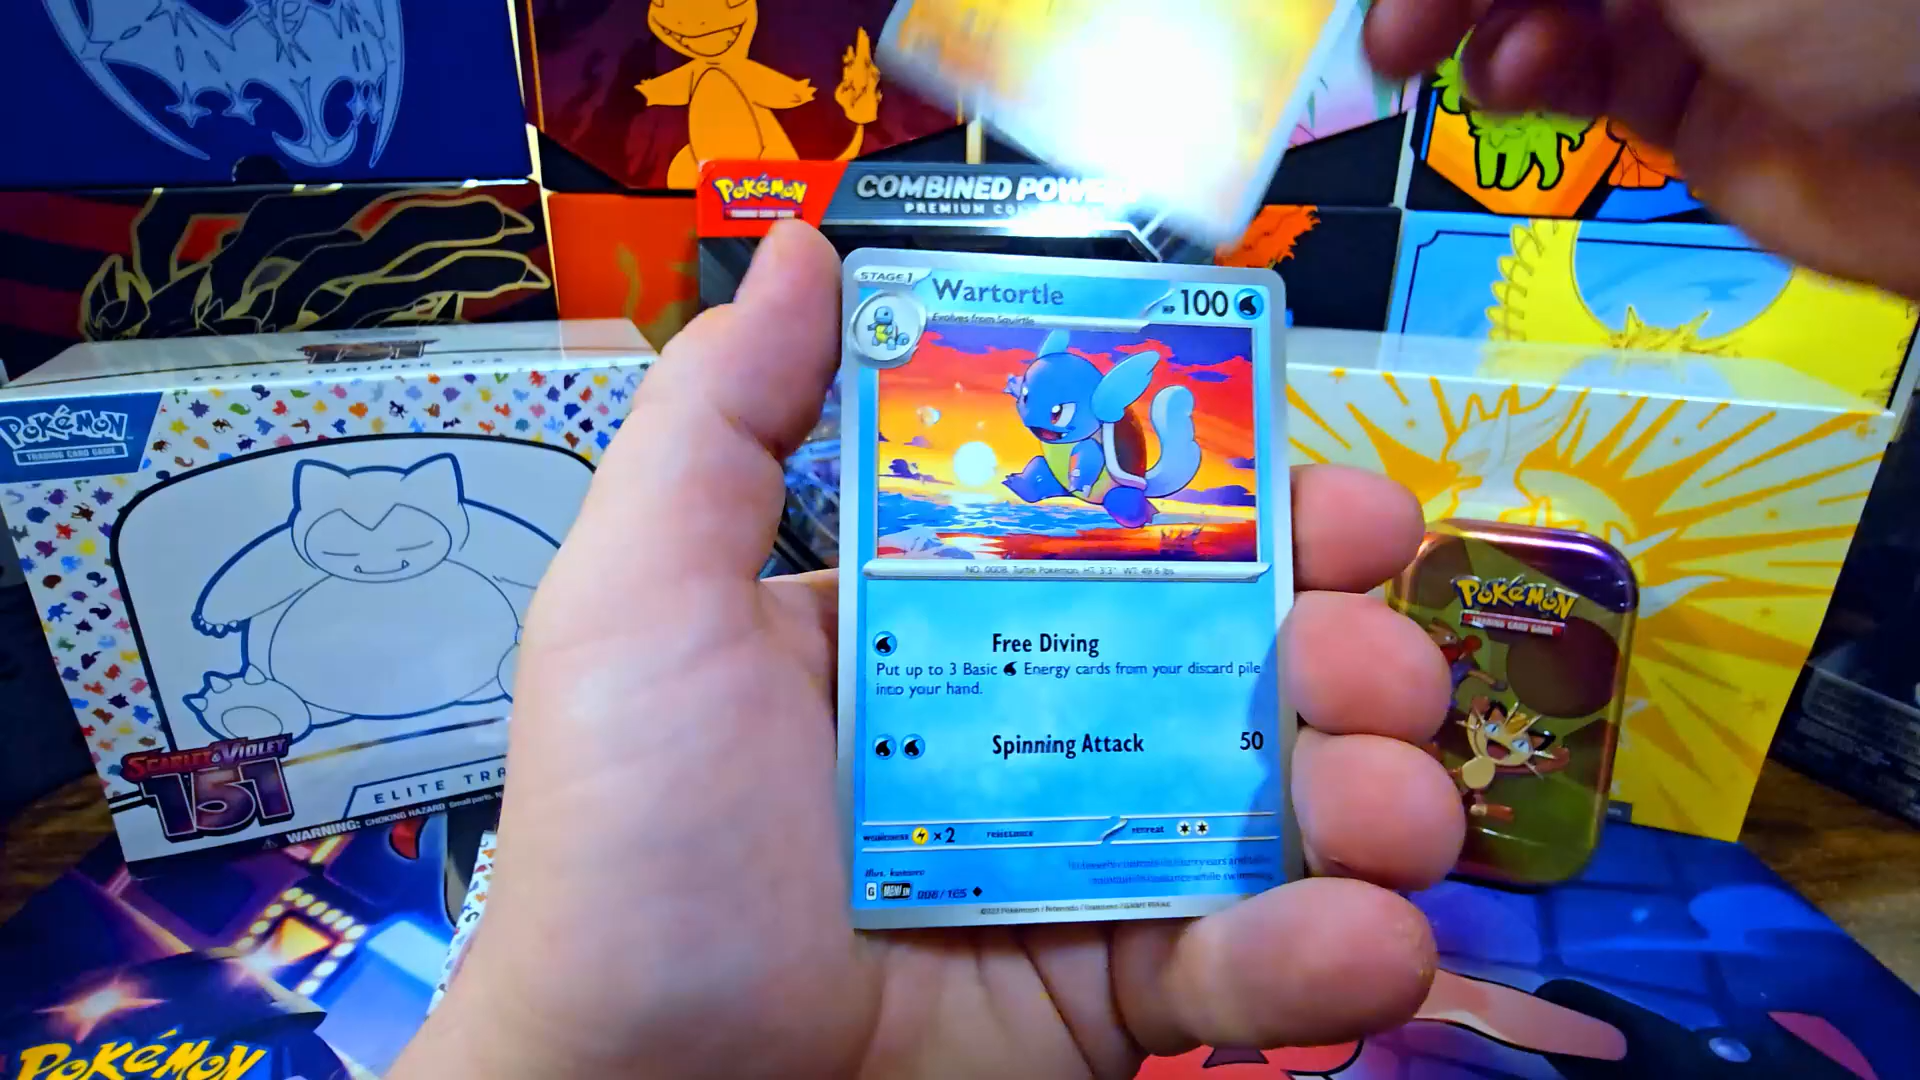 POKÉMON
TRADING CARD GAME
COMBINED POWE
PREMIUM CO
STAGE 1
Wartortle
HP 100
Evolves from Squirtle
NO. 0008 Turtle Pokémon HT: 3'3" WT: 49.6 lbs
Free Diving
Put up to 3 Basic Energy cards from your discard pile
into your hand.
Spinning Attack 50
weakness ×2 resistance retreat
Illus.
G MEW EN 008/165
ELITE TRAINER BOX
POKÉMON
TRADING CARD GAME
SCARLET & VIOLET
151
ELITE TRA
WARNING: CHOKING HAZARD Small parts.
POKÉMON
TRADING CARD GAME
POKÉMON